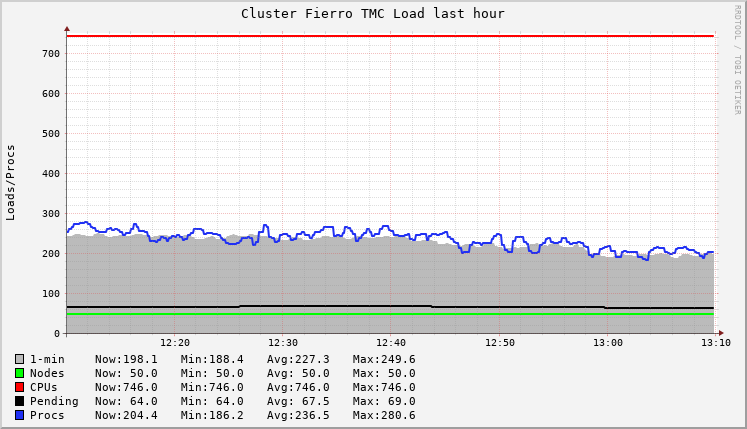 Cluster Fierro TMC Load last hour
RRDTOOL / TOBI OETIKER
Loads/Procs
700
600
500
400
300
200
100
0
12:20 12:30 12:40 12:50 13:00 13:10
1-min Now:198.1 Min:188.4 Avg:227.3 Max:249.6
Nodes Now: 50.0 Min: 50.0 Avg: 50.0 Max: 50.0
CPUs Now:746.0 Min:746.0 Avg:746.0 Max:746.0
Pending Now: 64.0 Min: 64.0 Avg: 67.5 Max: 69.0
Procs Now:204.4 Min:186.2 Avg:236.5 Max:280.6